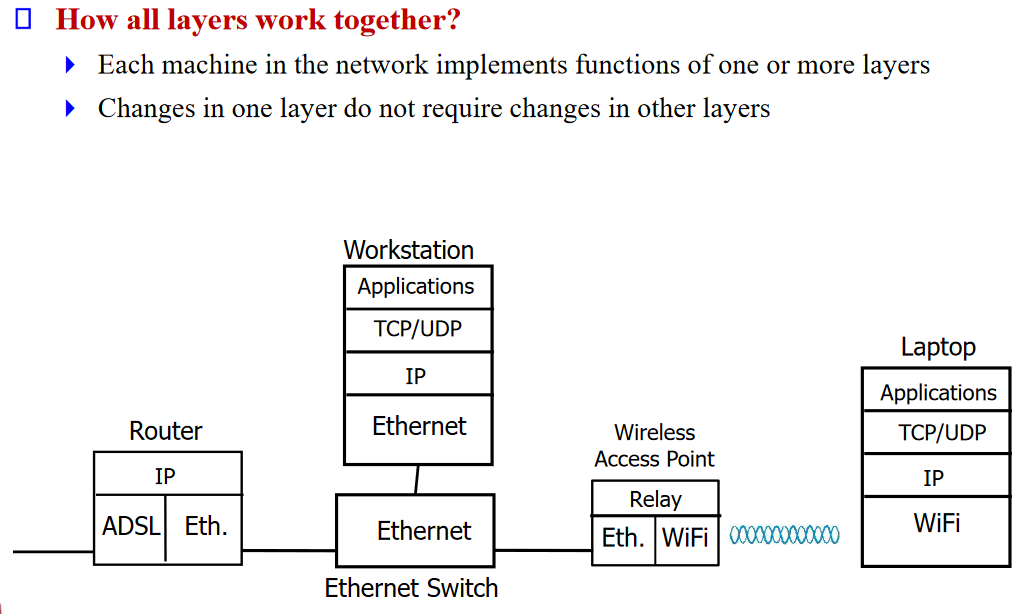 How all layers work together?
Each machine in the network implements functions of one or more layers
Changes in one layer do not require changes in other layers
Workstation
Applications
TCP/UDP
IP
Ethernet
Laptop
Applications
TCP/UDP
IP
WiFi
Router
IP
ADSL
Eth.
Wireless
Access Point
Relay
Eth.
WiFi
Ethernet
Ethernet Switch